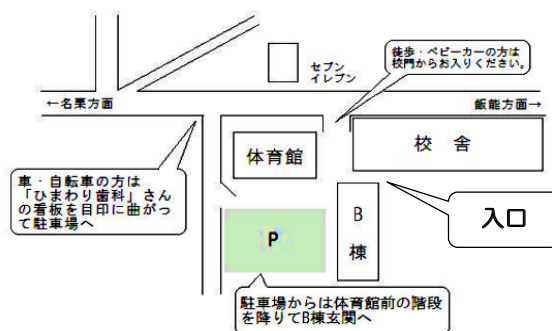 セブン
イレブン
徒歩・ベビーカーの方は
校門からお入りください。
←名栗方面
飯能方面→
体育館
校 舎
車・自転車の方は
「ひまわり歯科」さん
の看板を目印に曲がって
駐車場へ
B
棟
入口
P
駐車場からは体育館前の階段
を降りてB棟玄関へ